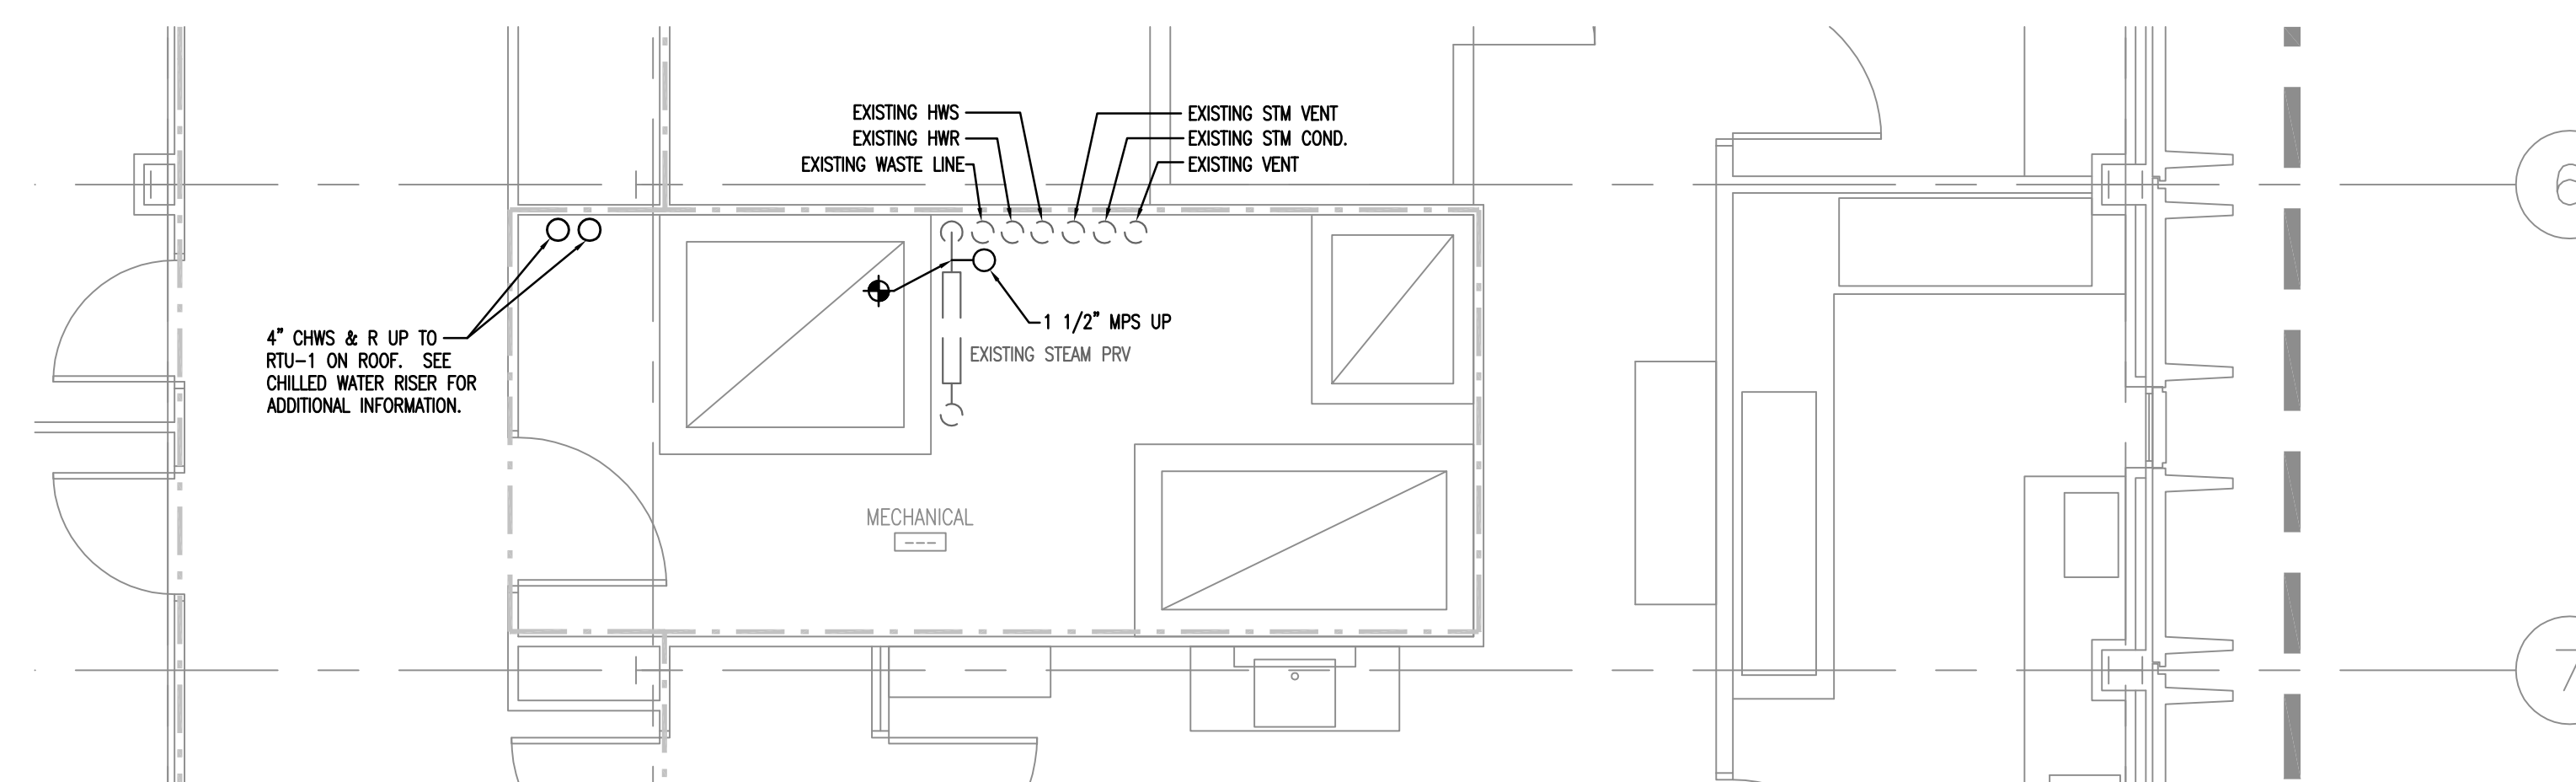 EXISTING HWS
EXISTING HWR
EXISTING WASTE LINE
EXISTING STM VENT
EXISTING STM COND.
EXISTING VENT
6
4" CHWS & R UP TO
RTU-1 ON ROOF. SEE
CHILLED WATER RISER FOR
ADDITIONAL INFORMATION.
1 1/2" MPS UP
EXISTING STEAM PRV
MECHANICAL
---
7